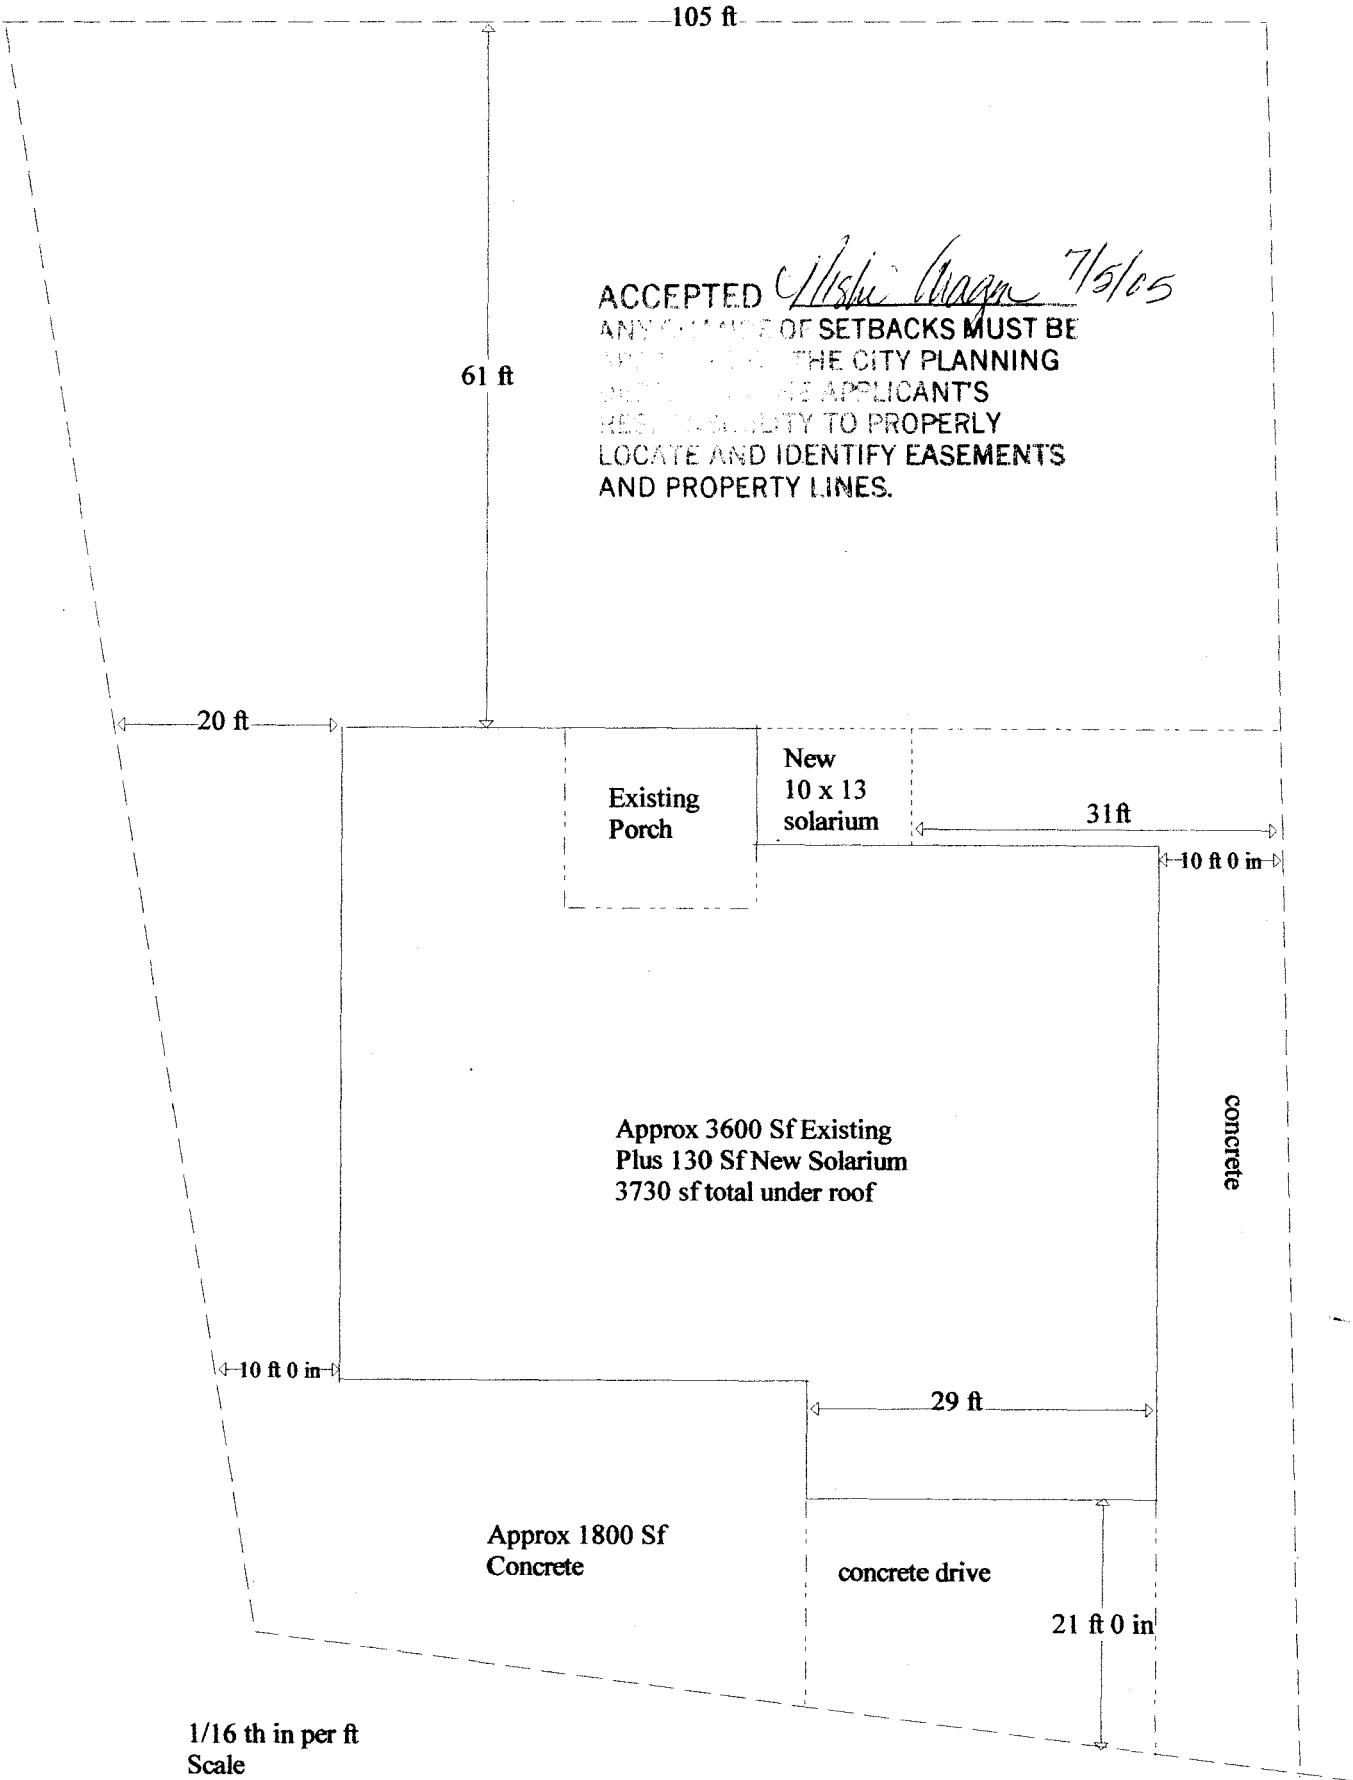 105 ft
ACCEPTED 7/5/05
ANY CHANGE OF SETBACKS MUST BE
THE CITY PLANNING
APPLICANT'S
RESPONSIBILITY TO PROPERLY
LOCATE AND IDENTIFY EASEMENTS
AND PROPERTY LINES.
61 ft
20 ft
Existing
Porch
New
10 x 13
solarium
31ft
10 ft 0 in
Approx 3600 Sf Existing
Plus 130 Sf New Solarium
3730 sf total under roof
concrete
10 ft 0 in
29 ft
Approx 1800 Sf
Concrete
concrete drive
21 ft 0 in
1/16 th in per ft
Scale